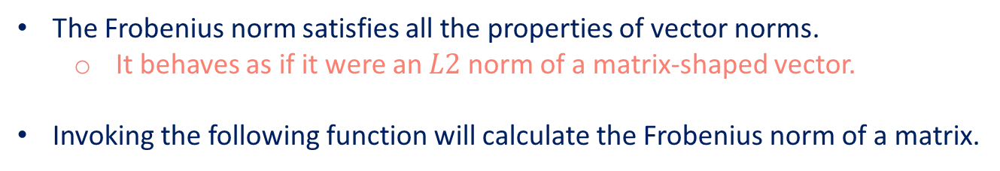 • The Frobenius norm satisfies all the properties of vector norms.
○ It behaves as if it were an L2 norm of a matrix-shaped vector.
• Invoking the following function will calculate the Frobenius norm of a matrix.